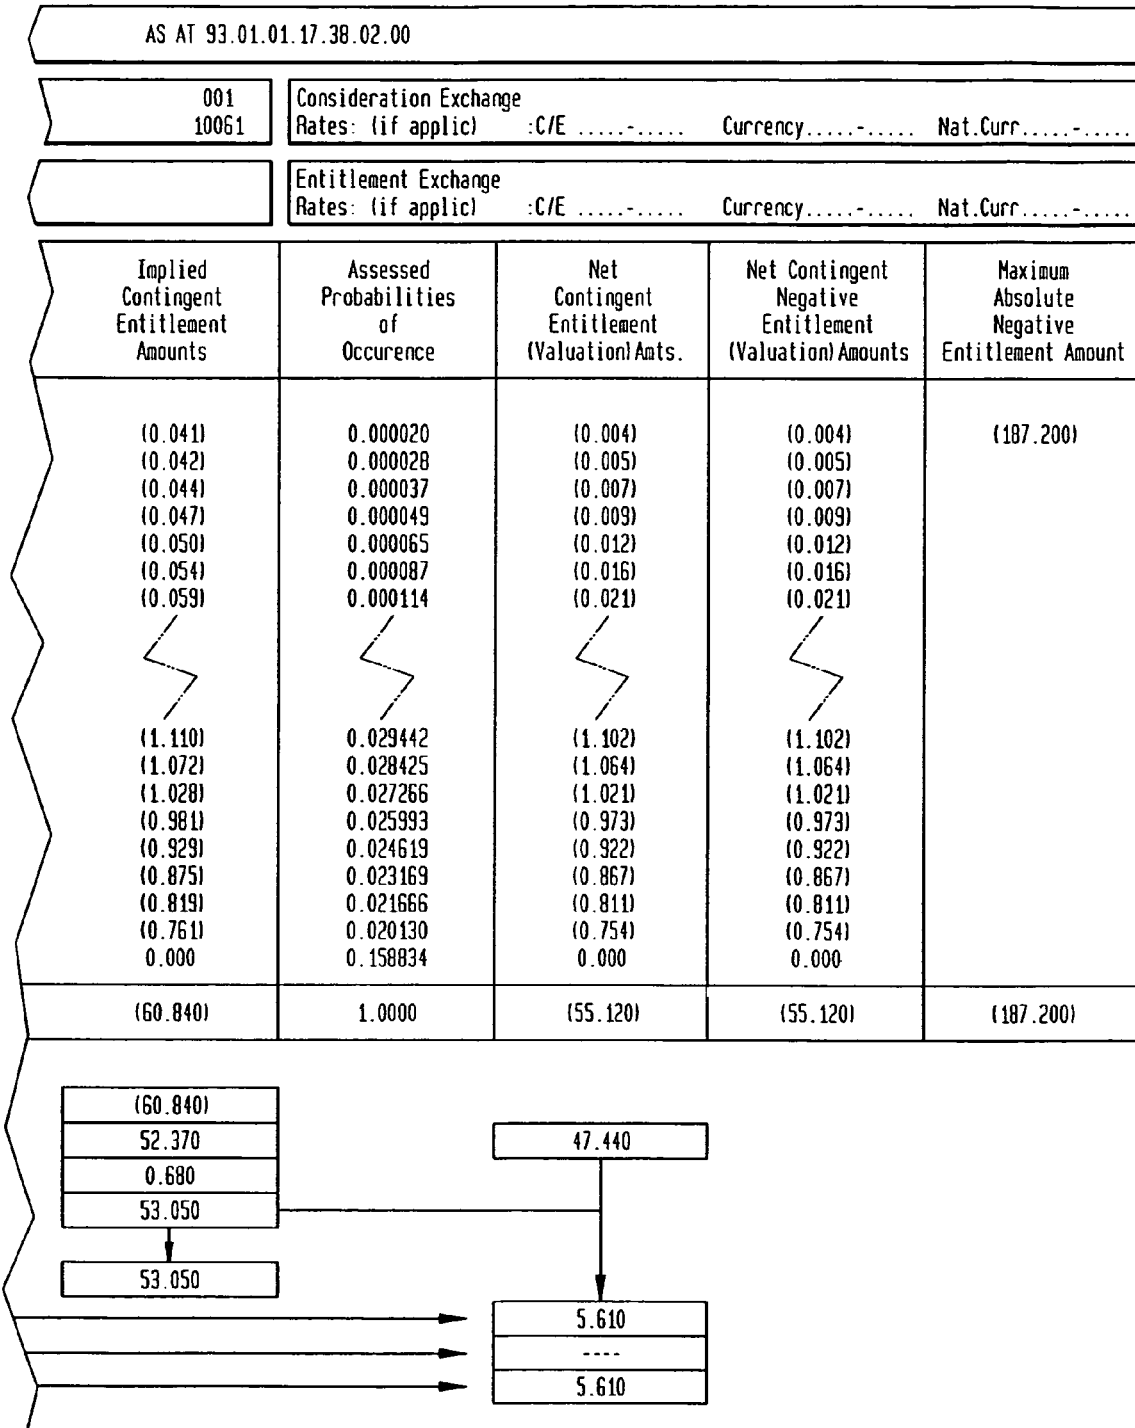 AS AT 93.01.01.17.38.02.00
001
10061
Consideration Exchange
Rates: (if applic) :C/E .....-..... Currency.....-..... Nat.Curr.....-.....
Entitlement Exchange
Rates: (if applic) :C/E .....-..... Currency.....-..... Nat.Curr.....-.....
Implied Contingent Entitlement Amounts
Assessed Probabilities of Occurence
Net Contingent Entitlement (Valuation) Amts.
Net Contingent Negative Entitlement (Valuation) Amounts
Maximum Absolute Negative Entitlement Amount
(0.041) 0.000020 (0.004) (0.004) (187.200)
(0.042) 0.000028 (0.005) (0.005)
(0.044) 0.000037 (0.007) (0.007)
(0.047) 0.000049 (0.009) (0.009)
(0.050) 0.000065 (0.012) (0.012)
(0.054) 0.000087 (0.016) (0.016)
(0.059) 0.000114 (0.021) (0.021)
(1.110) 0.029442 (1.102) (1.102)
(1.072) 0.028425 (1.064) (1.064)
(1.028) 0.027266 (1.021) (1.021)
(0.981) 0.025993 (0.973) (0.973)
(0.929) 0.024619 (0.922) (0.922)
(0.875) 0.023169 (0.867) (0.867)
(0.819) 0.021666 (0.811) (0.811)
(0.761) 0.020130 (0.754) (0.754)
0.000 0.158834 0.000 0.000
(60.840) 1.0000 (55.120) (55.120) (187.200)
(60.840)
52.370 47.440
0.680
53.050
53.050
5.610
----
5.610